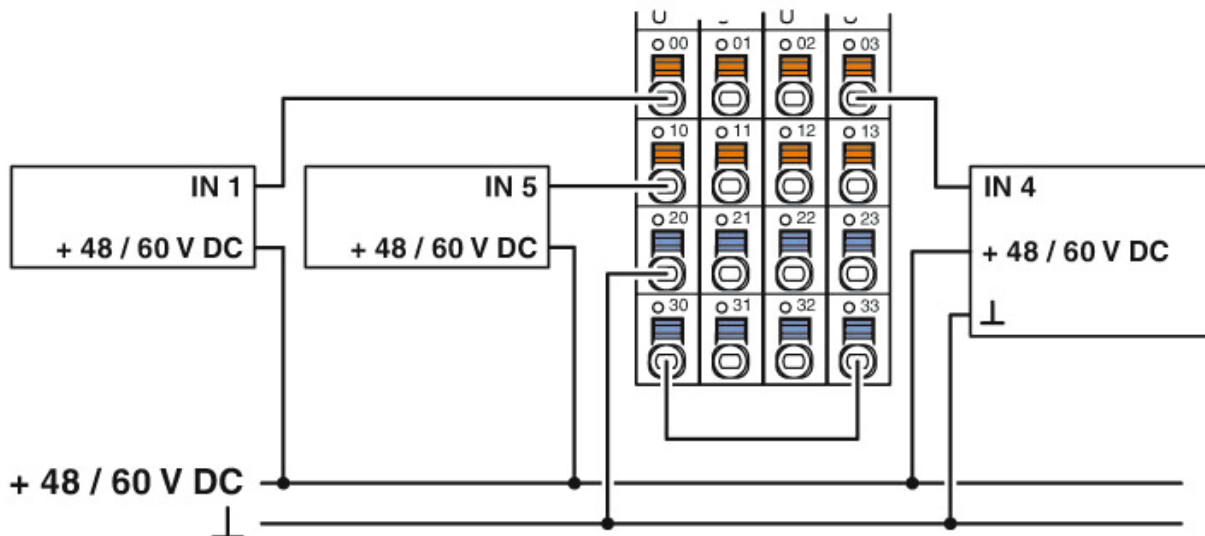 00 01 02 03
10 11 12 13
IN 1
IN 5
IN 4
20 21 22 23
+ 48 / 60 V DC
+ 48 / 60 V DC
+ 48 / 60 V DC
30 31 32 33
+ 48 / 60 V DC